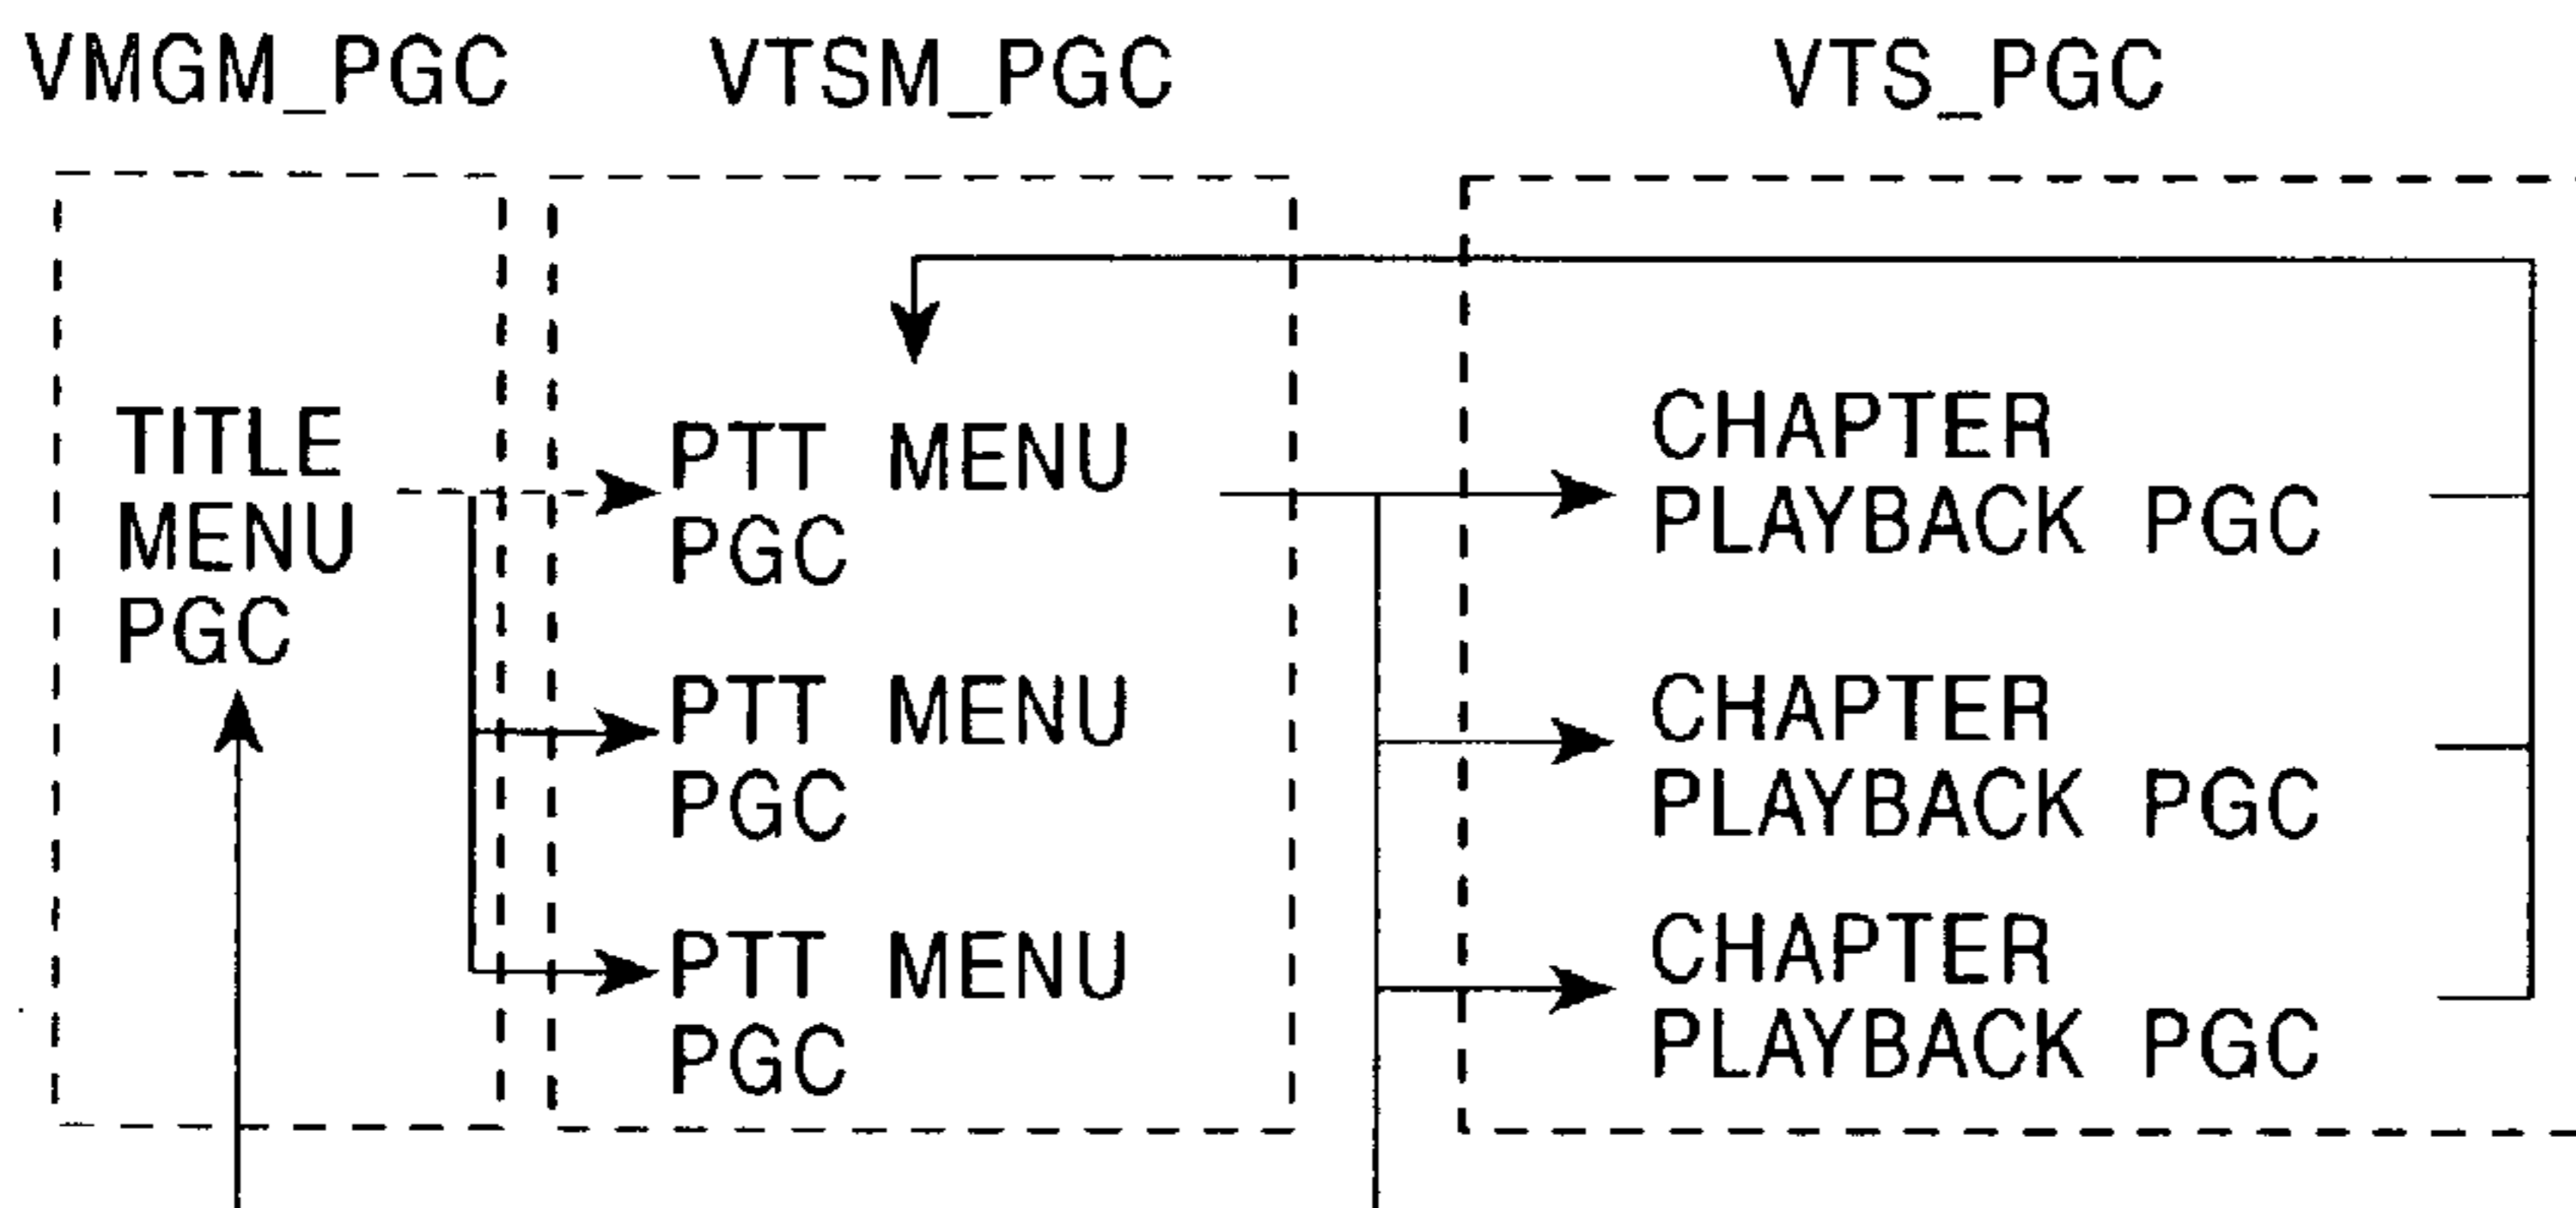 VMGM_PGC
VTSM_PGC
VTS_PGC
TITLE
MENU
PGC
PTT MENU
PGC
PTT MENU
PGC
PTT MENU
PGC
CHAPTER
PLAYBACK PGC
CHAPTER
PLAYBACK PGC
CHAPTER
PLAYBACK PGC